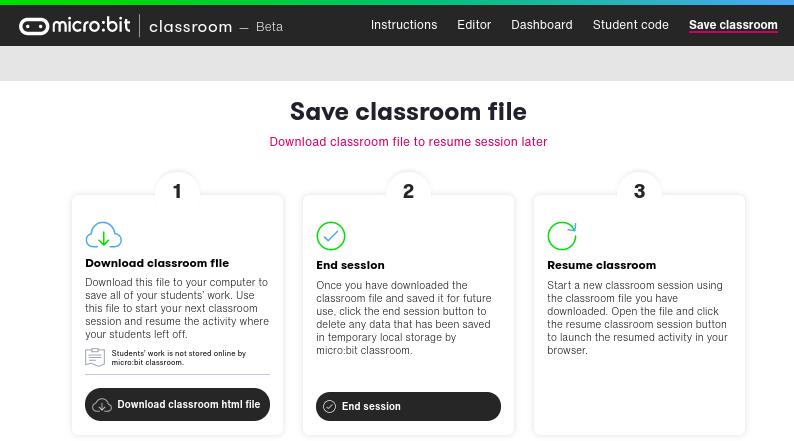 micro:bit classroom — Beta Instructions Editor Dashboard Student code Save classroom
Save classroom file
Download classroom file to resume session later
1
Download classroom file
Download this file to your computer to
save all of your students' work. Use
this file to start your next classroom
session and resume the activity where
your students left off.
Students' work is not stored online by
micro:bit classroom.
Download classroom html file
2
End session
Once you have downloaded the
classroom file and saved it for future
use, click the end session button to
delete any data that has been saved
in temporary local storage by
micro:bit classroom.
End session
3
Resume classroom
Start a new classroom session using
the classroom file you have
downloaded. Open the file and click
the resume classroom session button
to launch the resumed activity in your
browser.